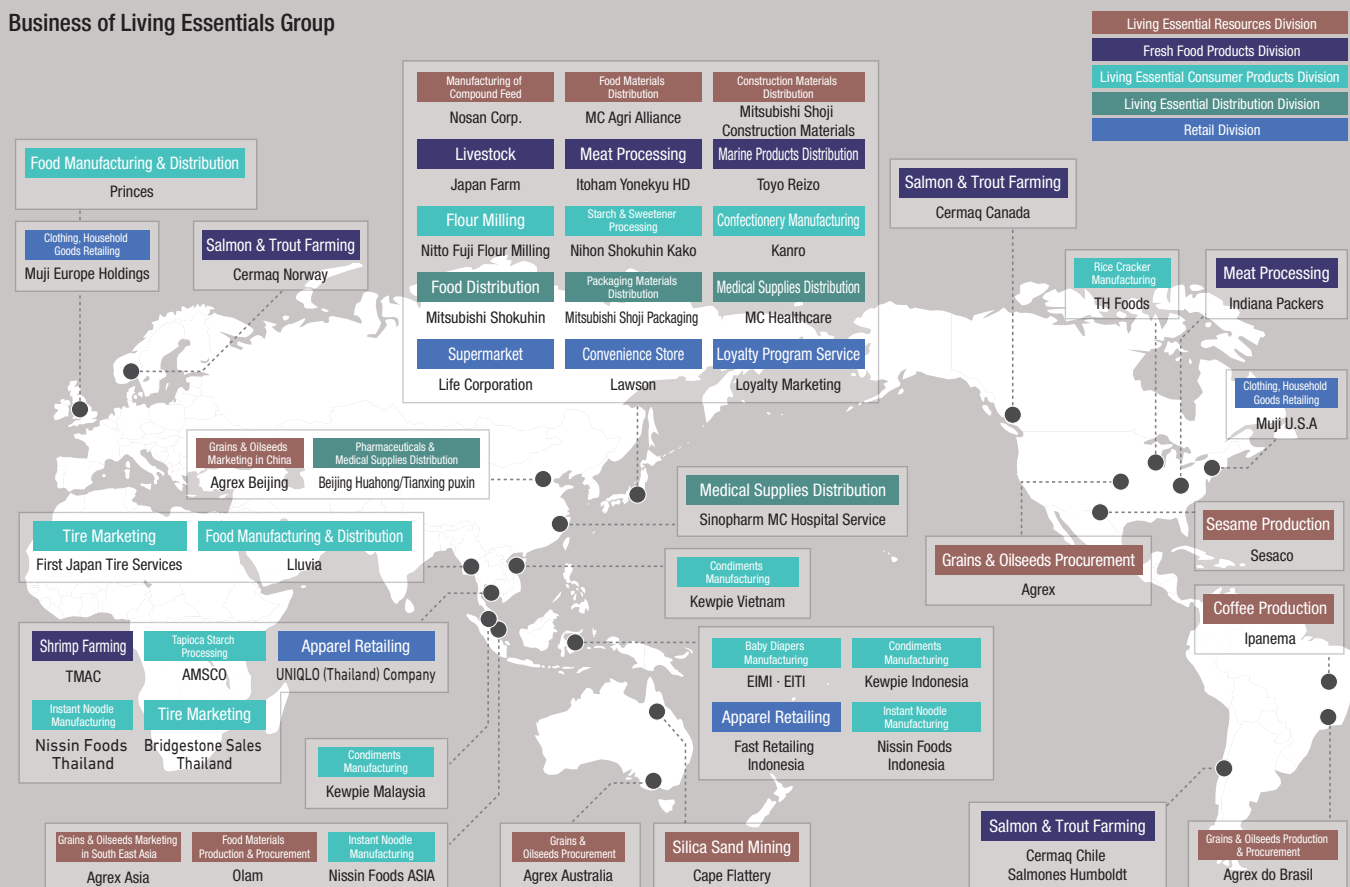 Business of Living Essentials Group
Living Essential Resources Division
Fresh Food Products Division
Living Essential Consumer Products Division
Living Essential Distribution Division
Retail Division
Manufacturing of
Compound Feed
Nosan Corp.
Food Materials
Distribution
MC Agri Alliance
Construction Materials
Distribution
Mitsubishi Shoji
Construction Materials
Livestock
Japan Farm
Meat Processing
Itoham Yonekyu HD
Marine Products Distribution
Toyo Reizo
Flour Milling
Nitto Fuji Flour Milling
Starch & Sweetener
Processing
Nihon Shokuhin Kako
Confectionery Manufacturing
Kanro
Food Distribution
Mitsubishi Shokuhin
Packaging Materials
Distribution
Mitsubishi Shoji Packaging
Medical Supplies Distribution
MC Healthcare
Supermarket
Life Corporation
Convenience Store
Lawson
Loyalty Program Service
Loyalty Marketing
Food Manufacturing & Distribution
Princes
Clothing, Household
Goods Retailing
Muji Europe Holdings
Salmon & Trout Farming
Cermaq Norway
Salmon & Trout Farming
Cermaq Canada
Rice Cracker
Manufacturing
TH Foods
Meat Processing
Indiana Packers
Clothing, Household
Goods Retailing
Muji U.S.A
Grains & Oilseeds
Marketing in China
Agrex Beijing
Pharmaceuticals &
Medical Supplies Distribution
Beijing Huahong/Tianxing puxin
Medical Supplies Distribution
Sinopharm MC Hospital Service
Tire Marketing
First Japan Tire Services
Food Manufacturing & Distribution
Lluvia
Condiments
Manufacturing
Kewpie Vietnam
Grains & Oilseeds Procurement
Agrex
Sesame Production
Sesaco
Coffee Production
Ipanema
Shrimp Farming
TMAC
Tapioca Starch
Processing
AMSCO
Apparel Retailing
UNIQLO (Thailand) Company
Instant Noodle
Manufacturing
Nissin Foods
Thailand
Tire Marketing
Bridgestone Sales
Thailand
Baby Diapers
Manufacturing
EIMI · EITI
Condiments
Manufacturing
Kewpie Indonesia
Apparel Retailing
Fast Retailing
Indonesia
Instant Noodle
Manufacturing
Nissin Foods
Indonesia
Condiments
Manufacturing
Kewpie Malaysia
Grains & Oilseeds Marketing
in South East Asia
Agrex Asia
Food Materials
Production & Procurement
Olam
Instant Noodle
Manufacturing
Nissin Foods ASIA
Grains &
Oilseeds Procurement
Agrex Australia
Silica Sand Mining
Cape Flattery
Salmon & Trout Farming
Cermaq Chile
Salmones Humboldt
Grains & Oilseeds Production
& Procurement
Agrex do Brasil